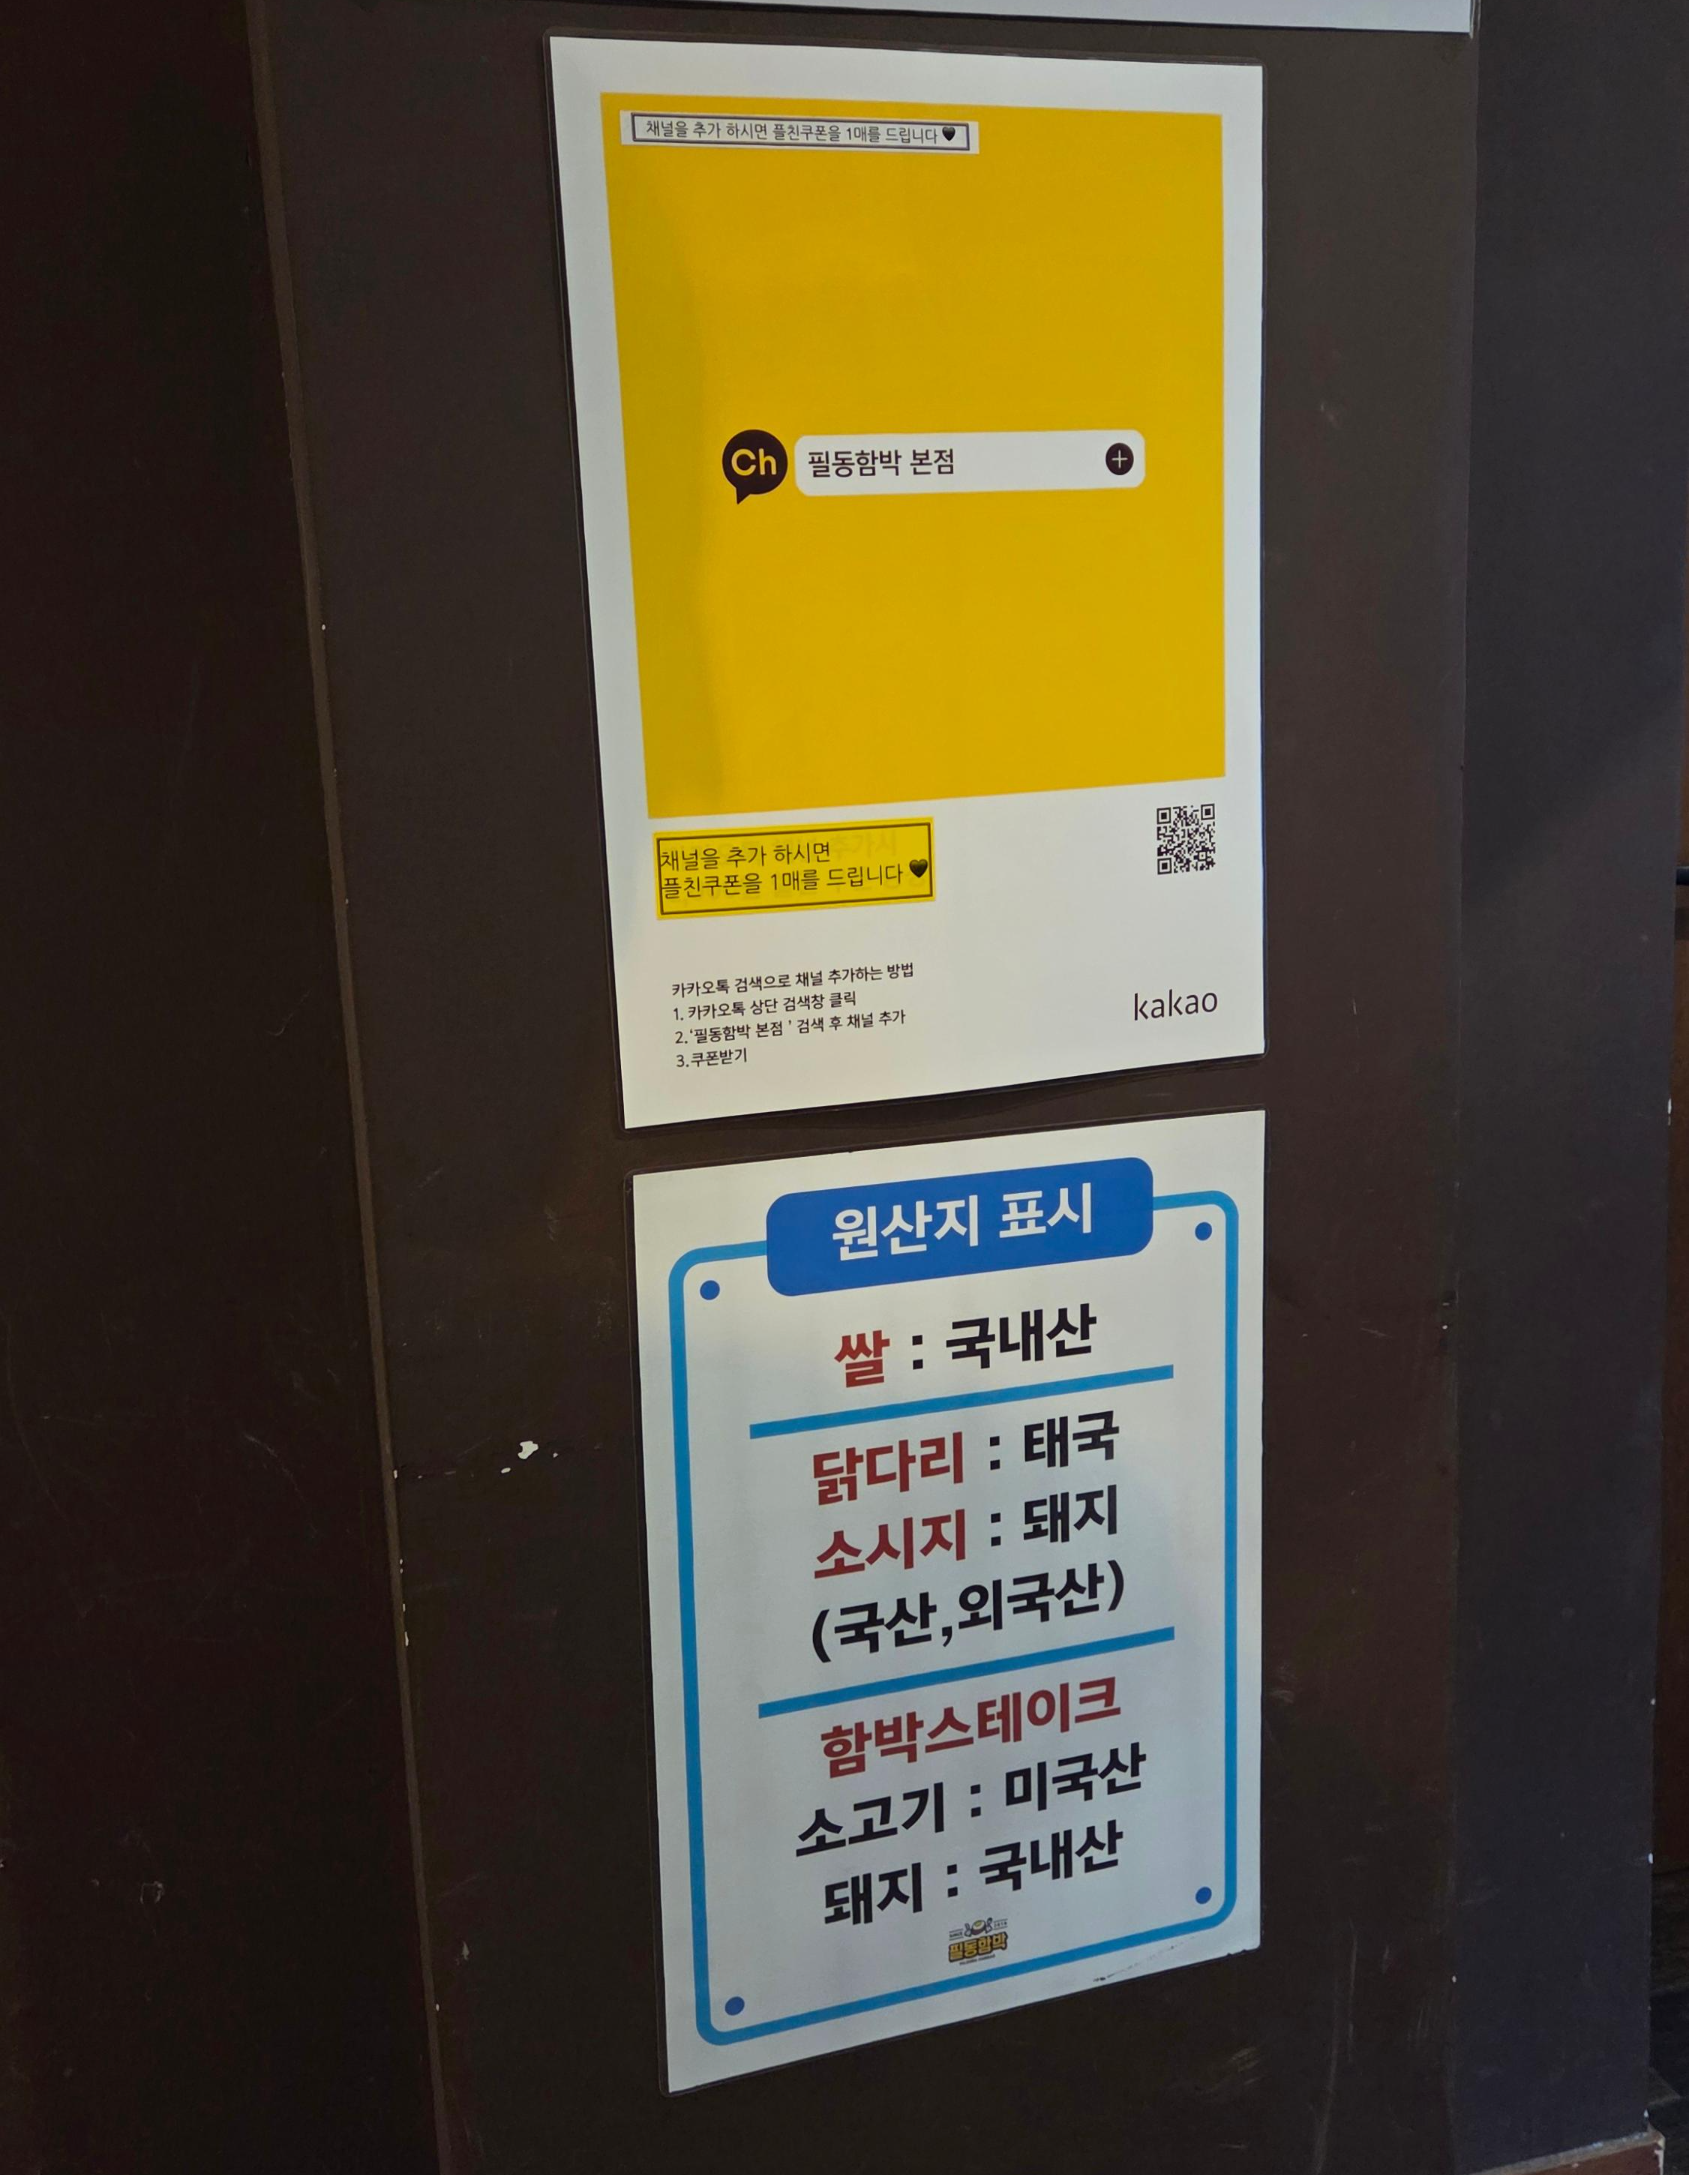 채널을 추가 하시면 플친쿠폰을 1매를 드립니다 🖤
Ch 필동함박 본점 +
채널을 추가 하시면
플친쿠폰을 1매를 드립니다 🖤
카카오톡 검색으로 채널 추가하는 방법
1. 카카오톡 상단 검색창 클릭
2. ‘필동함박 본점 ’ 검색 후 채널 추가
3. 쿠폰받기
kakao
원산지 표시
쌀 : 국내산
닭다리 : 태국
소시지 : 돼지
(국산,외국산)
함박스테이크
소고기 : 미국산
돼지 : 국내산
필동함박